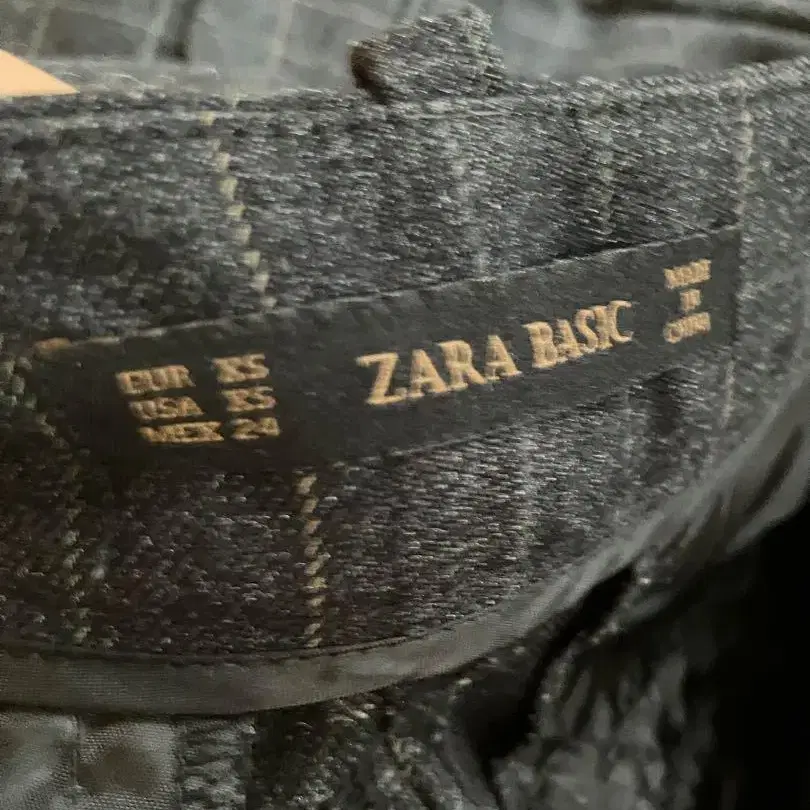 EUR XS
USA XS
MEX 24
ZARA BASIC
MADE
IN
CHINA